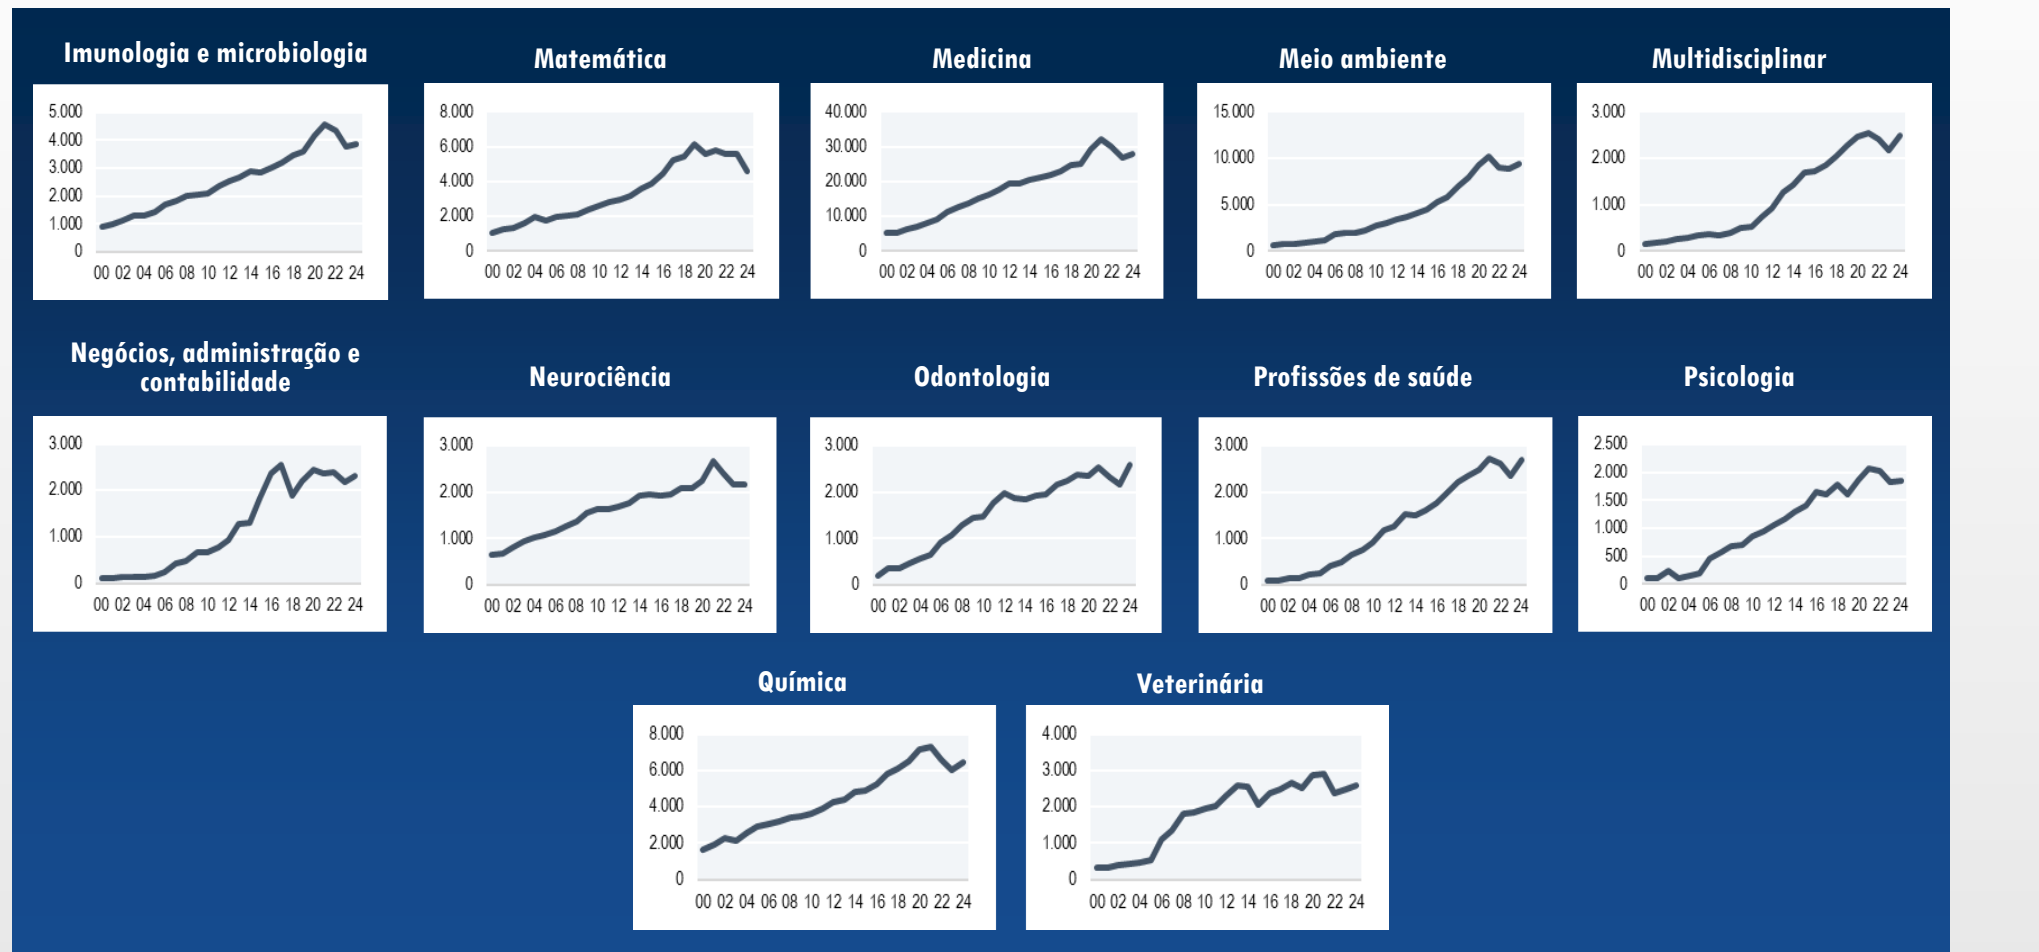 Imunologia e microbiologia
5.000
4.000
3.000
2.000
1.000
0
00 02 04 06 08 10 12 14 16 18 20 22 24
Matemática
8.000
6.000
4.000
2.000
0
00 02 04 06 08 10 12 14 16 18 20 22 24
Medicina
40.000
30.000
20.000
10.000
0
00 02 04 06 08 10 12 14 16 18 20 22 24
Meio ambiente
15.000
10.000
5.000
0
00 02 04 06 08 10 12 14 16 18 20 22 24
Multidisciplinar
3.000
2.000
1.000
0
00 02 04 06 08 10 12 14 16 18 20 22 24
Negócios, administração e
contabilidade
3.000
2.000
1.000
0
00 02 04 06 08 10 12 14 16 18 20 22 24
Neurociência
3.000
2.000
1.000
0
00 02 04 06 08 10 12 14 16 18 20 22 24
Odontologia
3.000
2.000
1.000
0
00 02 04 06 08 10 12 14 16 18 20 22 24
Profissões de saúde
3.000
2.000
1.000
0
00 02 04 06 08 10 12 14 16 18 20 22 24
Psicologia
2.500
2.000
1.500
1.000
500
0
00 02 04 06 08 10 12 14 16 18 20 22 24
Química
8.000
6.000
4.000
2.000
0
00 02 04 06 08 10 12 14 16 18 20 22 24
Veterinária
4.000
3.000
2.000
1.000
0
00 02 04 06 08 10 12 14 16 18 20 22 24